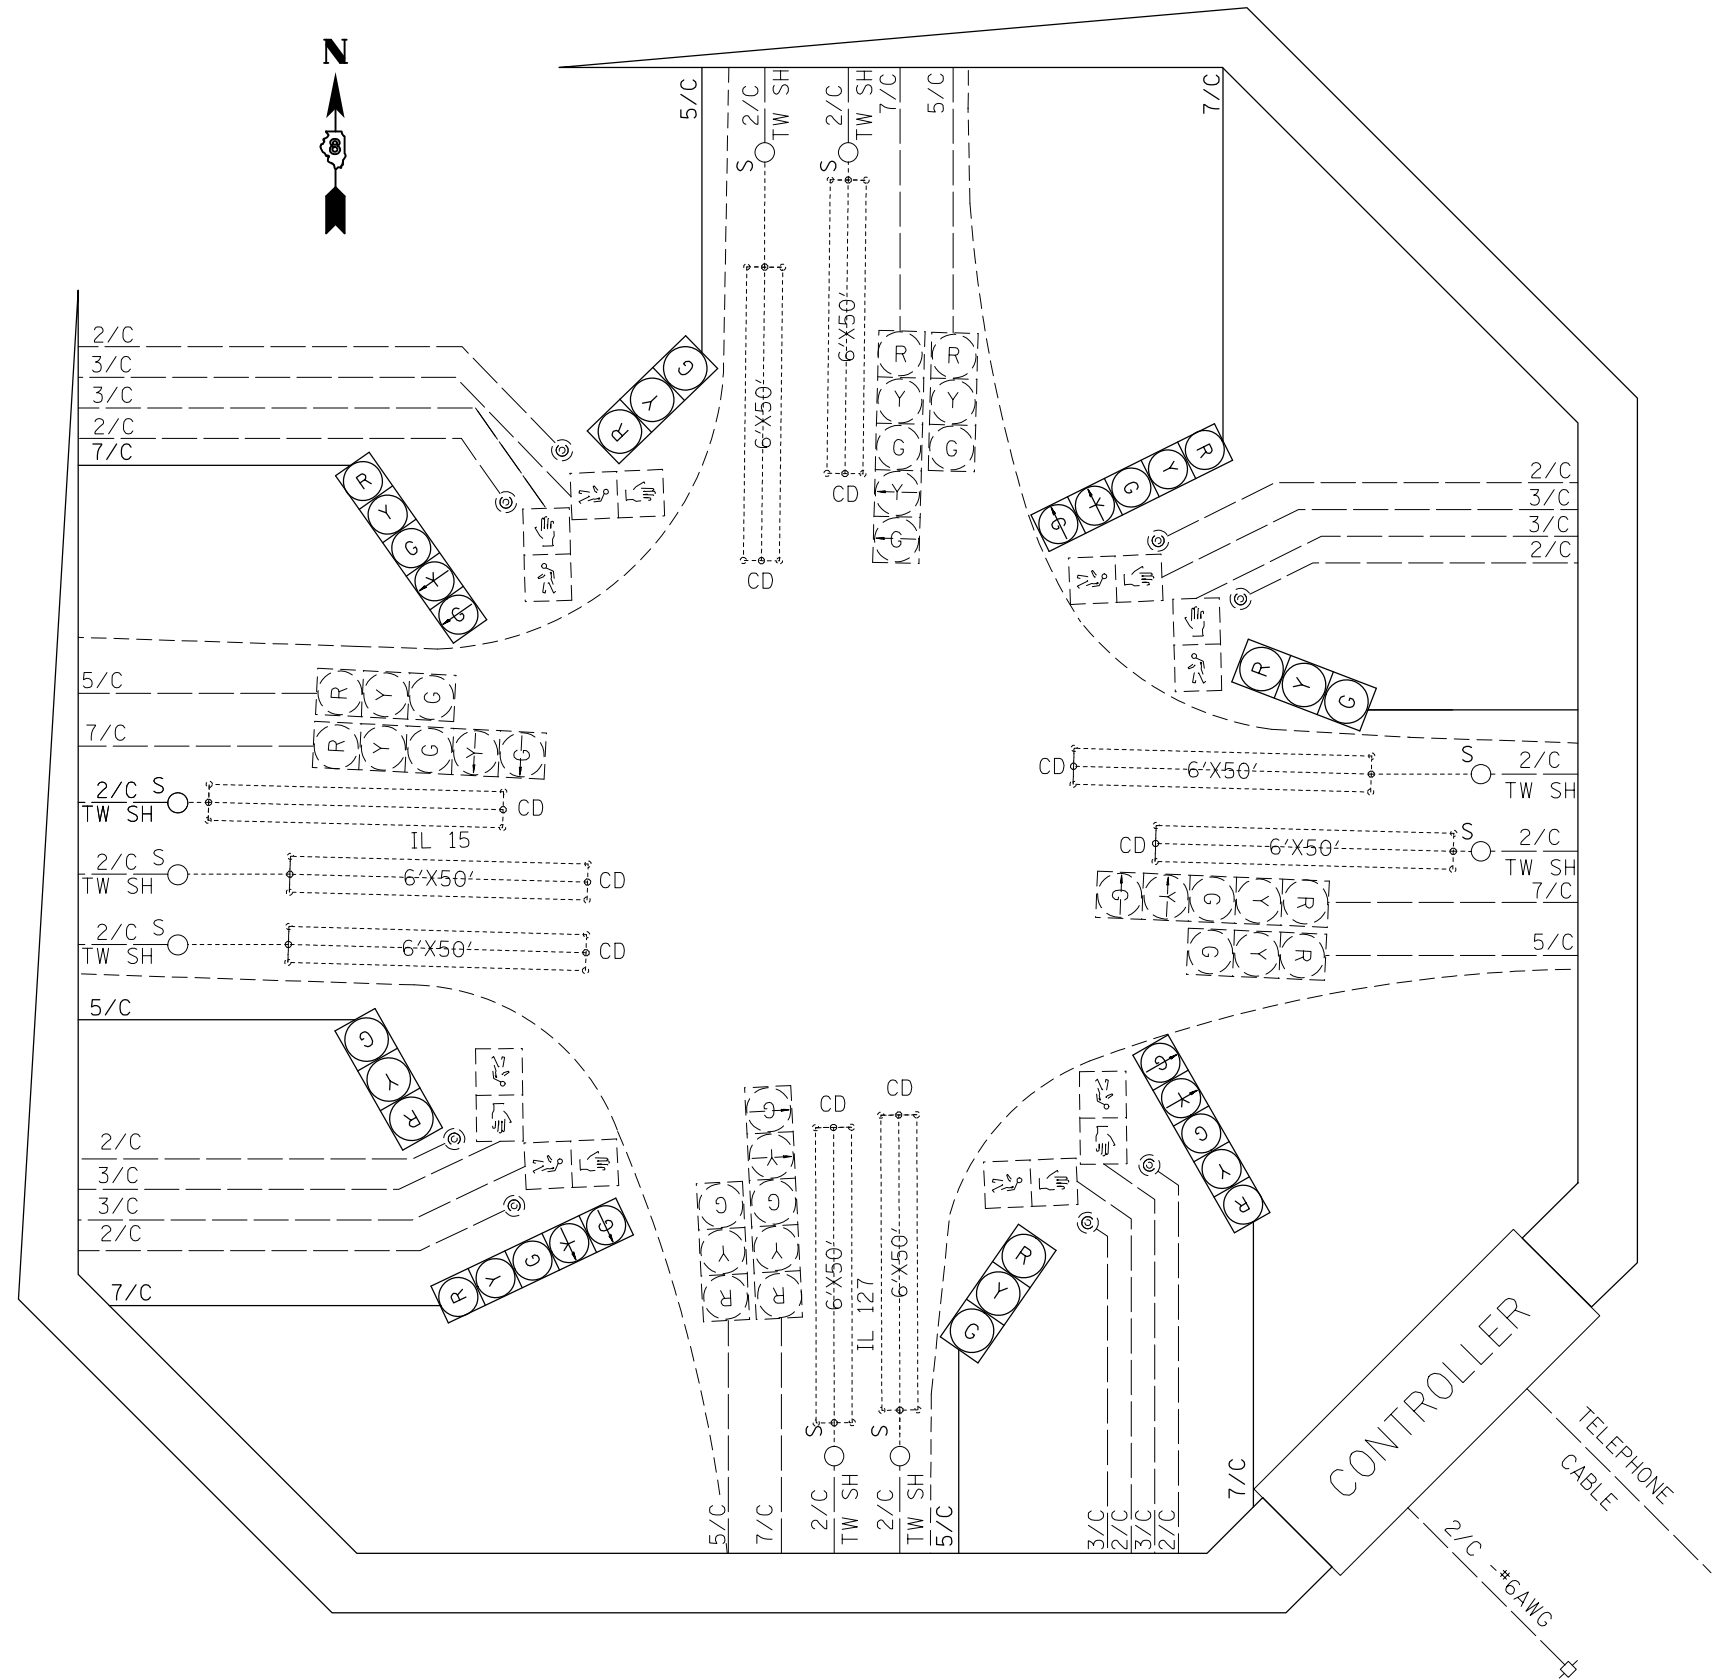 N
8
5/C
2/C
TW SH
2/C
TW SH
7/C
5/C
7/C
S
S
6'X50'
6'X50'
CD
CD
R
Y
G
Y
G
R
Y
G
2/C
3/C
3/C
2/C
7/C
R
Y
G
R
Y
G
Y
G
R
Y
G
Y
G
2/C
3/C
3/C
2/C
R
Y
G
5/C
R Y G
7/C
R Y G Y G
2/C S
TW SH
CD
IL 15
2/C S
TW SH
6'X50'
CD
2/C S
TW SH
6'X50'
CD
CD
6'X50'
S
2/C
TW SH
CD
6'X50'
S
2/C
TW SH
G Y G Y R
7/C
G Y R
5/C
5/C
G
Y
R
2/C
3/C
3/C
2/C
R Y G Y G
7/C
G
Y
R
G
Y
G
Y
R
CD
CD
6'X50'
6'X50'
IL 127
S
S
5/C
7/C
2/C
TW SH
2/C
TW SH
5/C
R
Y
G
G
Y
G
Y
R
3/C
2/C
3/C
2/C
7/C
CONTROLLER
TELEPHONE
CABLE
2/C -#6AWG